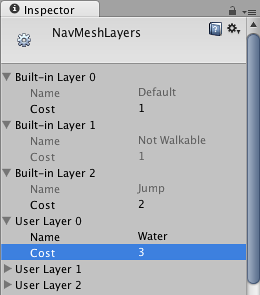 Inspector
NavMeshLayers
Built-in Layer 0
Name Default
Cost 1
Built-in Layer 1
Name Not Walkable
Cost 1
Built-in Layer 2
Name Jump
Cost 2
User Layer 0
Name Water
Cost 3
User Layer 1
User Layer 2